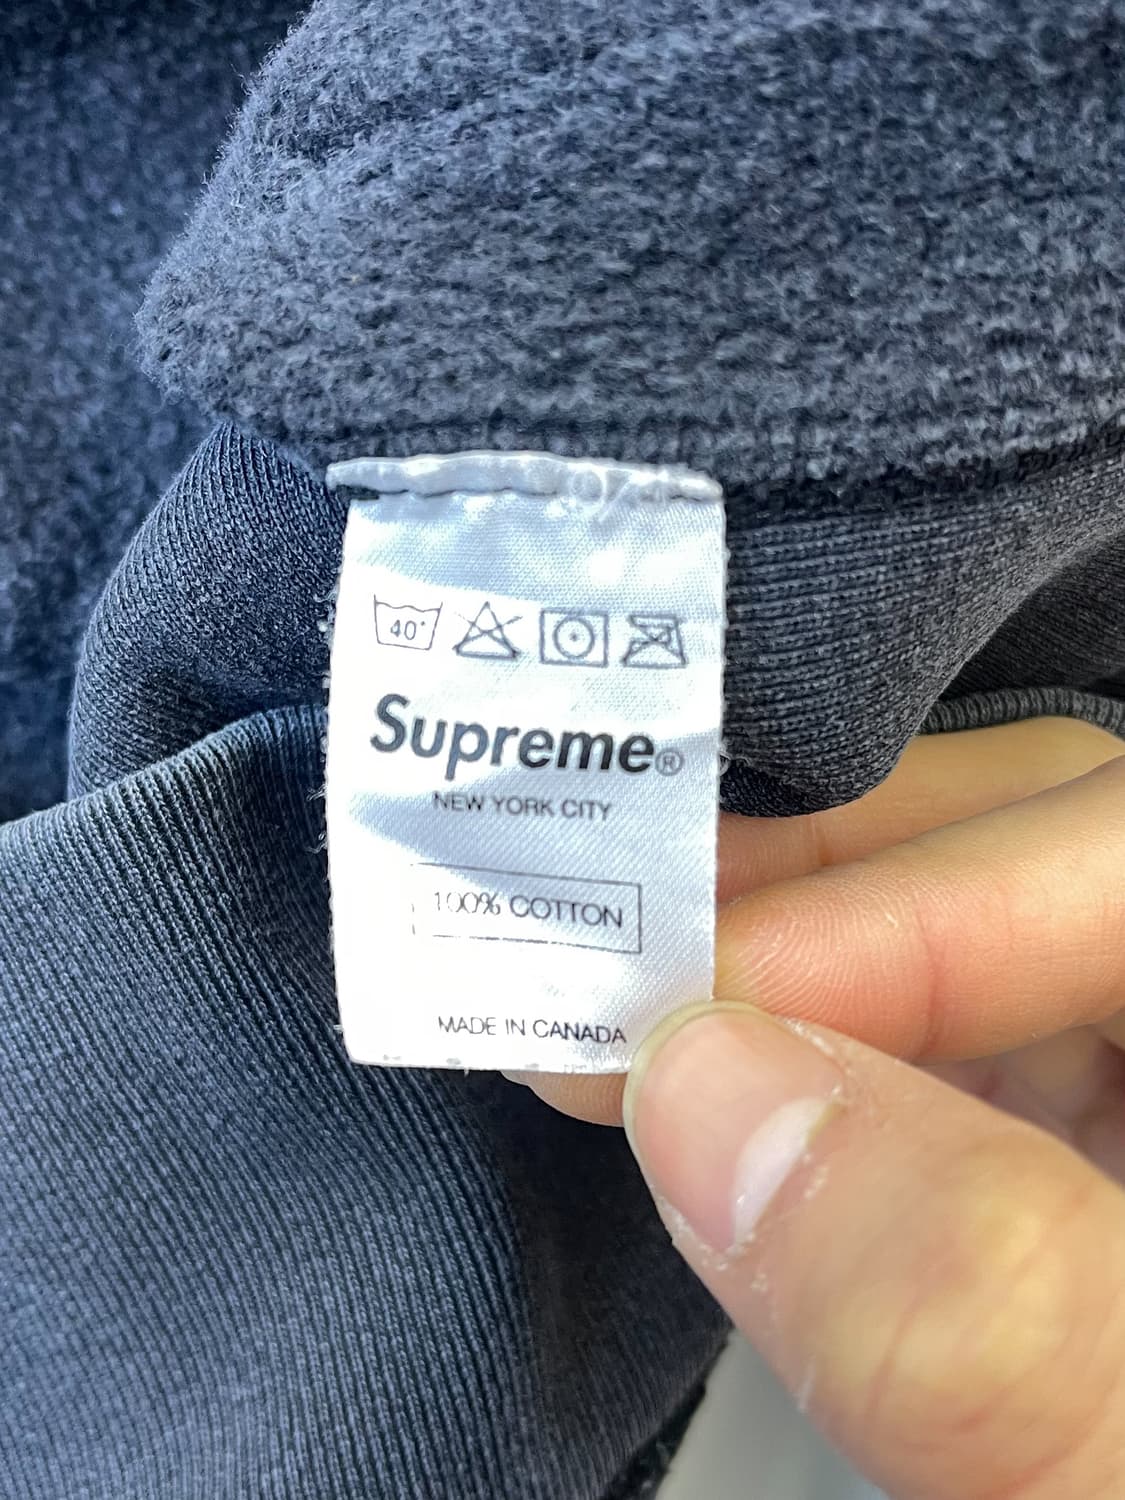 40°
Supreme®
NEW YORK CITY
100% COTTON
MADE IN CANADA